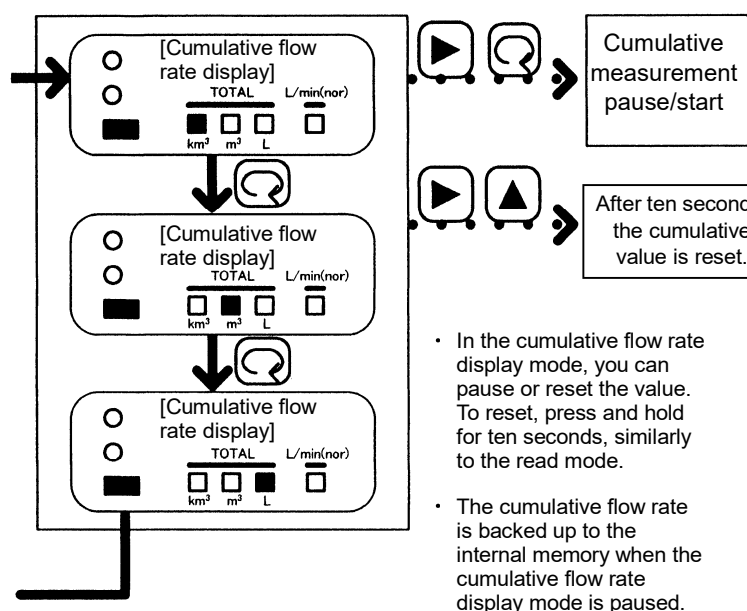 [Cumulative flow
rate display]
TOTAL L/min(nor)
km³ m³ L
[Cumulative flow
rate display]
TOTAL L/min(nor)
km³ m³ L
[Cumulative flow
rate display]
TOTAL L/min(nor)
km³ m³ L
Cumulative
measurement
pause/start
After ten second
the cumulative
value is reset.
· In the cumulative flow rate
display mode, you can
pause or reset the value.
To reset, press and hold
for ten seconds, similarly
to the read mode.
· The cumulative flow rate
is backed up to the
internal memory when the
cumulative flow rate
display mode is paused.